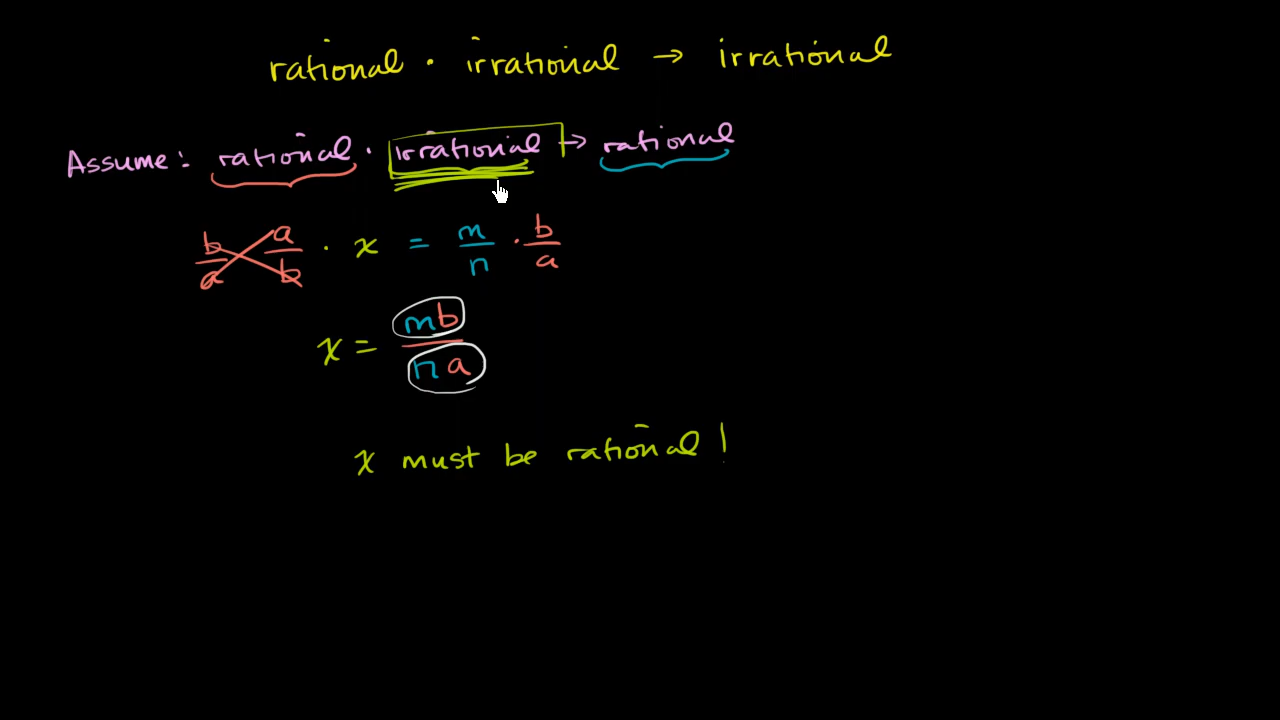 rational · irrational → irrational
Assume: rational · irrational → rational
b/a a/b · x = m/n · b/a
x = mb/na
x must be rational!